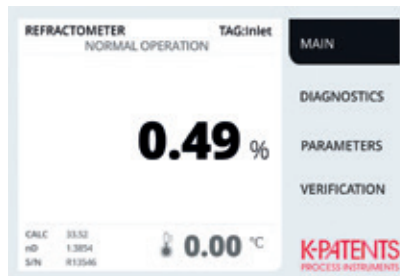 REFRACTOMETER TAG:Inlet
NORMAL OPERATION
0.49 %
CALC 33.52
nD 1.3854
S/N R13546
0.00 °C
MAIN
DIAGNOSTICS
PARAMETERS
VERIFICATION
K-PATENTS
PROCESS INSTRUMENTS